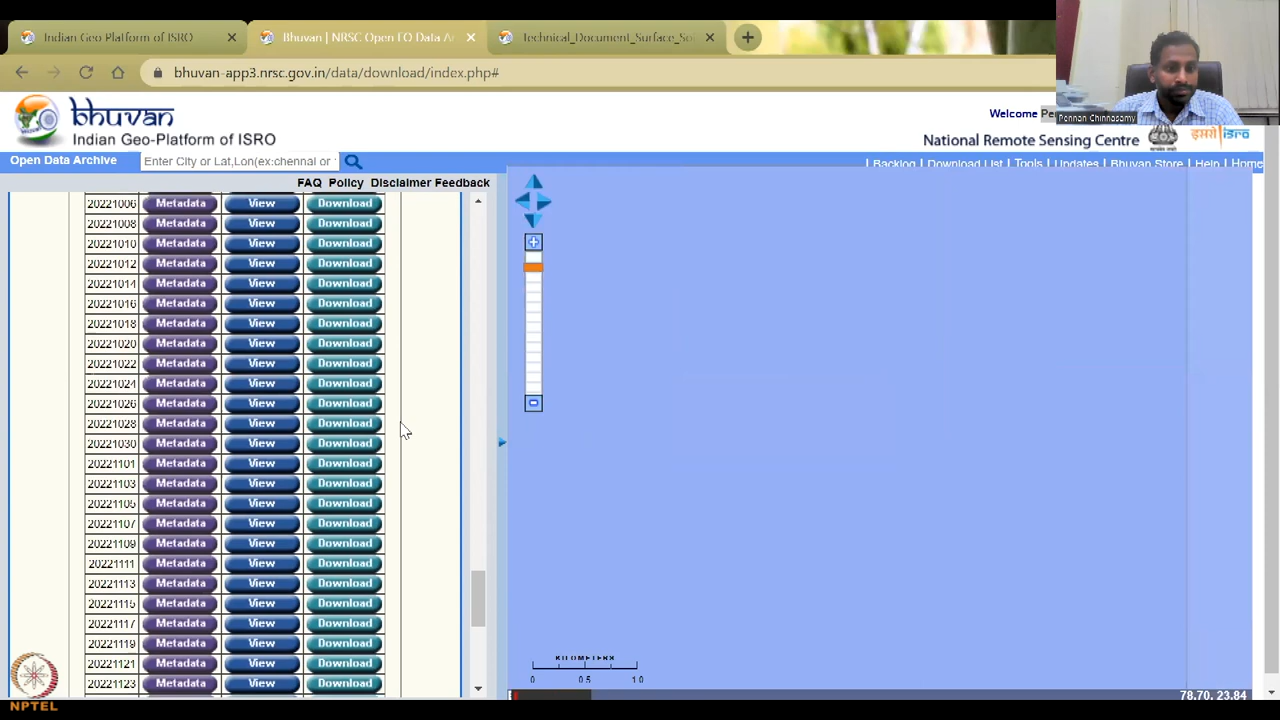 Indian Geo Platform of ISRO
Bhuvan | NRSC Open EO Data Ar
Technical_Document_Surface_So
bhuvan-app3.nrsc.gov.in/data/download/index.php#
Pennan Chinnasamy
bhuvan
Indian Geo-Platform of ISRO
Welcome Pe
National Remote Sensing Centre
इसरो isro
Open Data Archive
Enter City or Lat,Lon(ex:chennai or
| Backlog | Download List | Tools | Updates | Bhuvan Store | Help | Home
FAQ Policy Disclaimer Feedback
20221006 Metadata View Download
20221008 Metadata View Download
20221010 Metadata View Download
20221012 Metadata View Download
20221014 Metadata View Download
20221016 Metadata View Download
20221018 Metadata View Download
20221020 Metadata View Download
20221022 Metadata View Download
20221024 Metadata View Download
20221026 Metadata View Download
20221028 Metadata View Download
20221030 Metadata View Download
20221101 Metadata View Download
20221103 Metadata View Download
20221105 Metadata View Download
20221107 Metadata View Download
20221109 Metadata View Download
20221111 Metadata View Download
20221113 Metadata View Download
20221115 Metadata View Download
20221117 Metadata View Download
20221119 Metadata View Download
20221121 Metadata View Download
20221123 Metadata View Download
KILOMETERS
0 0.5 1.0
78.70, 23.84
NPTEL